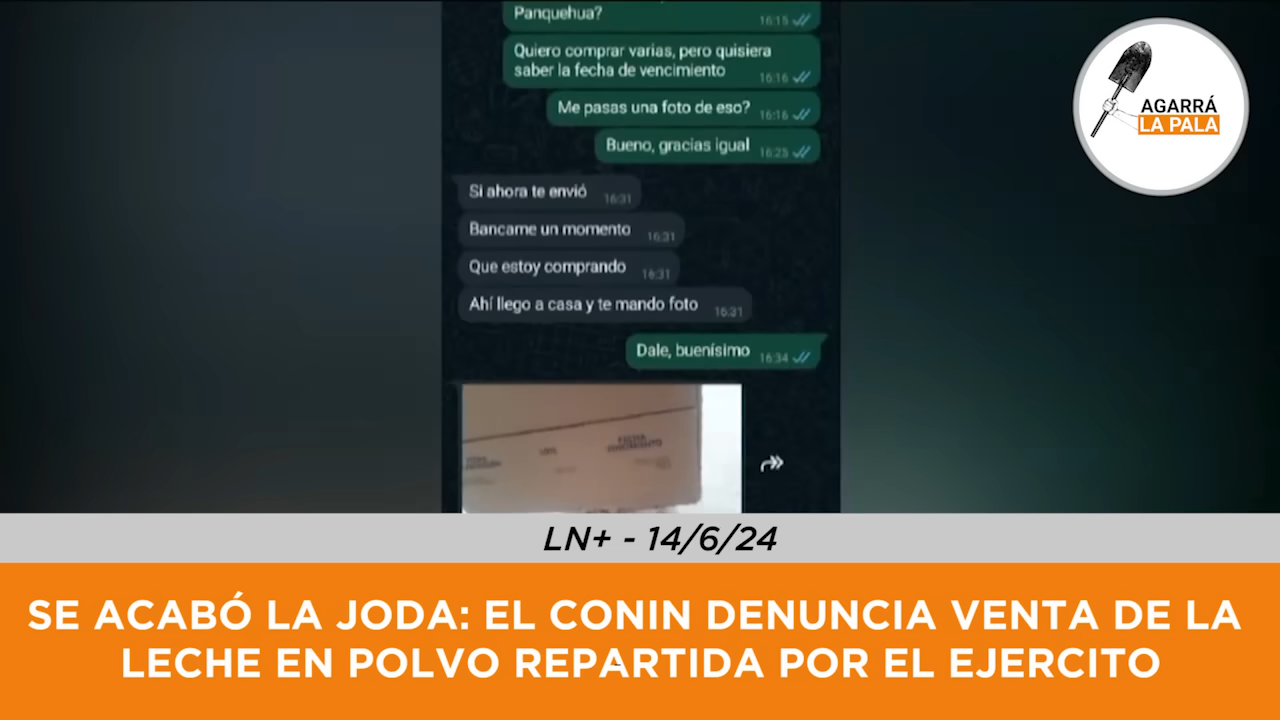 Panquehua?
16:15
Quiero comprar varias, pero quisiera
saber la fecha de vencimiento
16:16
Me pasas una foto de eso?
16:16
Bueno, gracias igual
16:25
Si ahora te envió
16:31
Bancame un momento
16:31
Que estoy comprando
16:31
Ahí llego a casa y te mando foto
16:31
Dale, buenísimo
16:34
FECHA
VENCIMIENTO
AGARRÁ
LA PALA
LN+ - 14/6/24
SE ACABÓ LA JODA: EL CONIN DENUNCIA VENTA DE LA
LECHE EN POLVO REPARTIDA POR EL EJERCITO